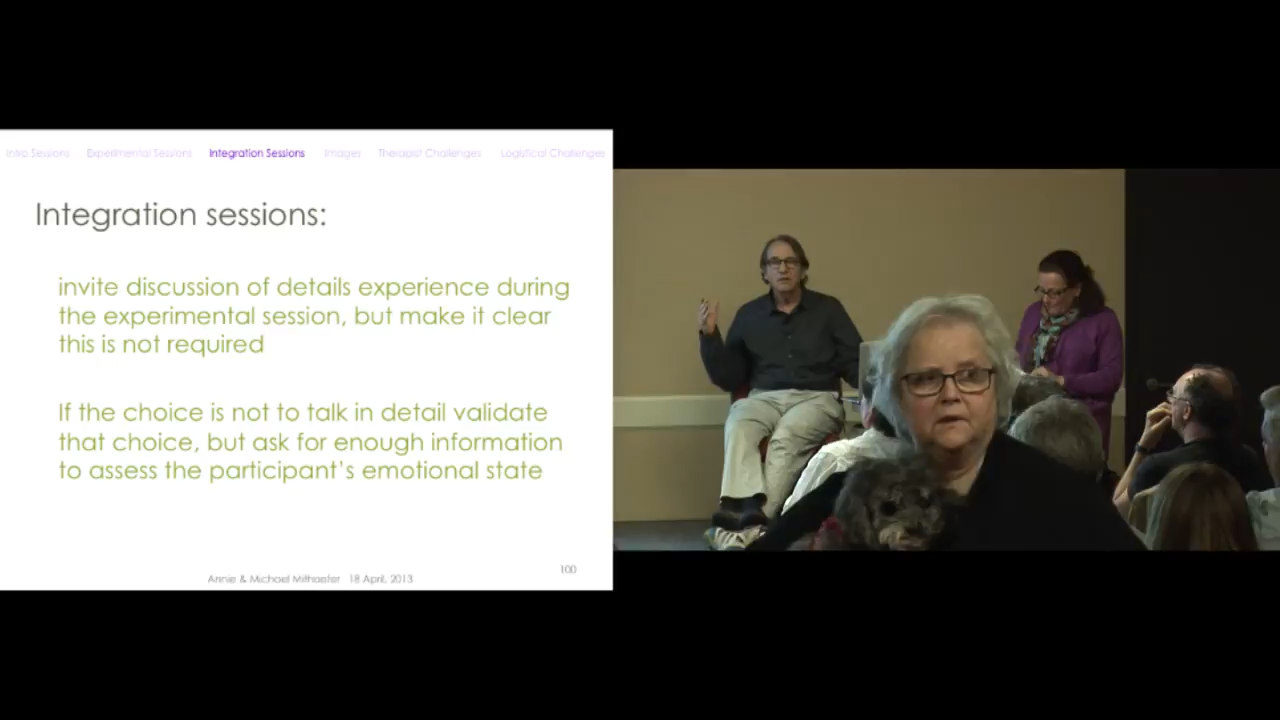 Intro Sessions Experimental Sessions Integration Sessions Images Therapist Challenges Logistical Challenges
Integration sessions:
invite discussion of details experience during
the experimental session, but make it clear
this is not required
If the choice is not to talk in detail validate
that choice, but ask for enough information
to assess the participant's emotional state
100
Annie & Michael Mithoefer 18 April, 2013